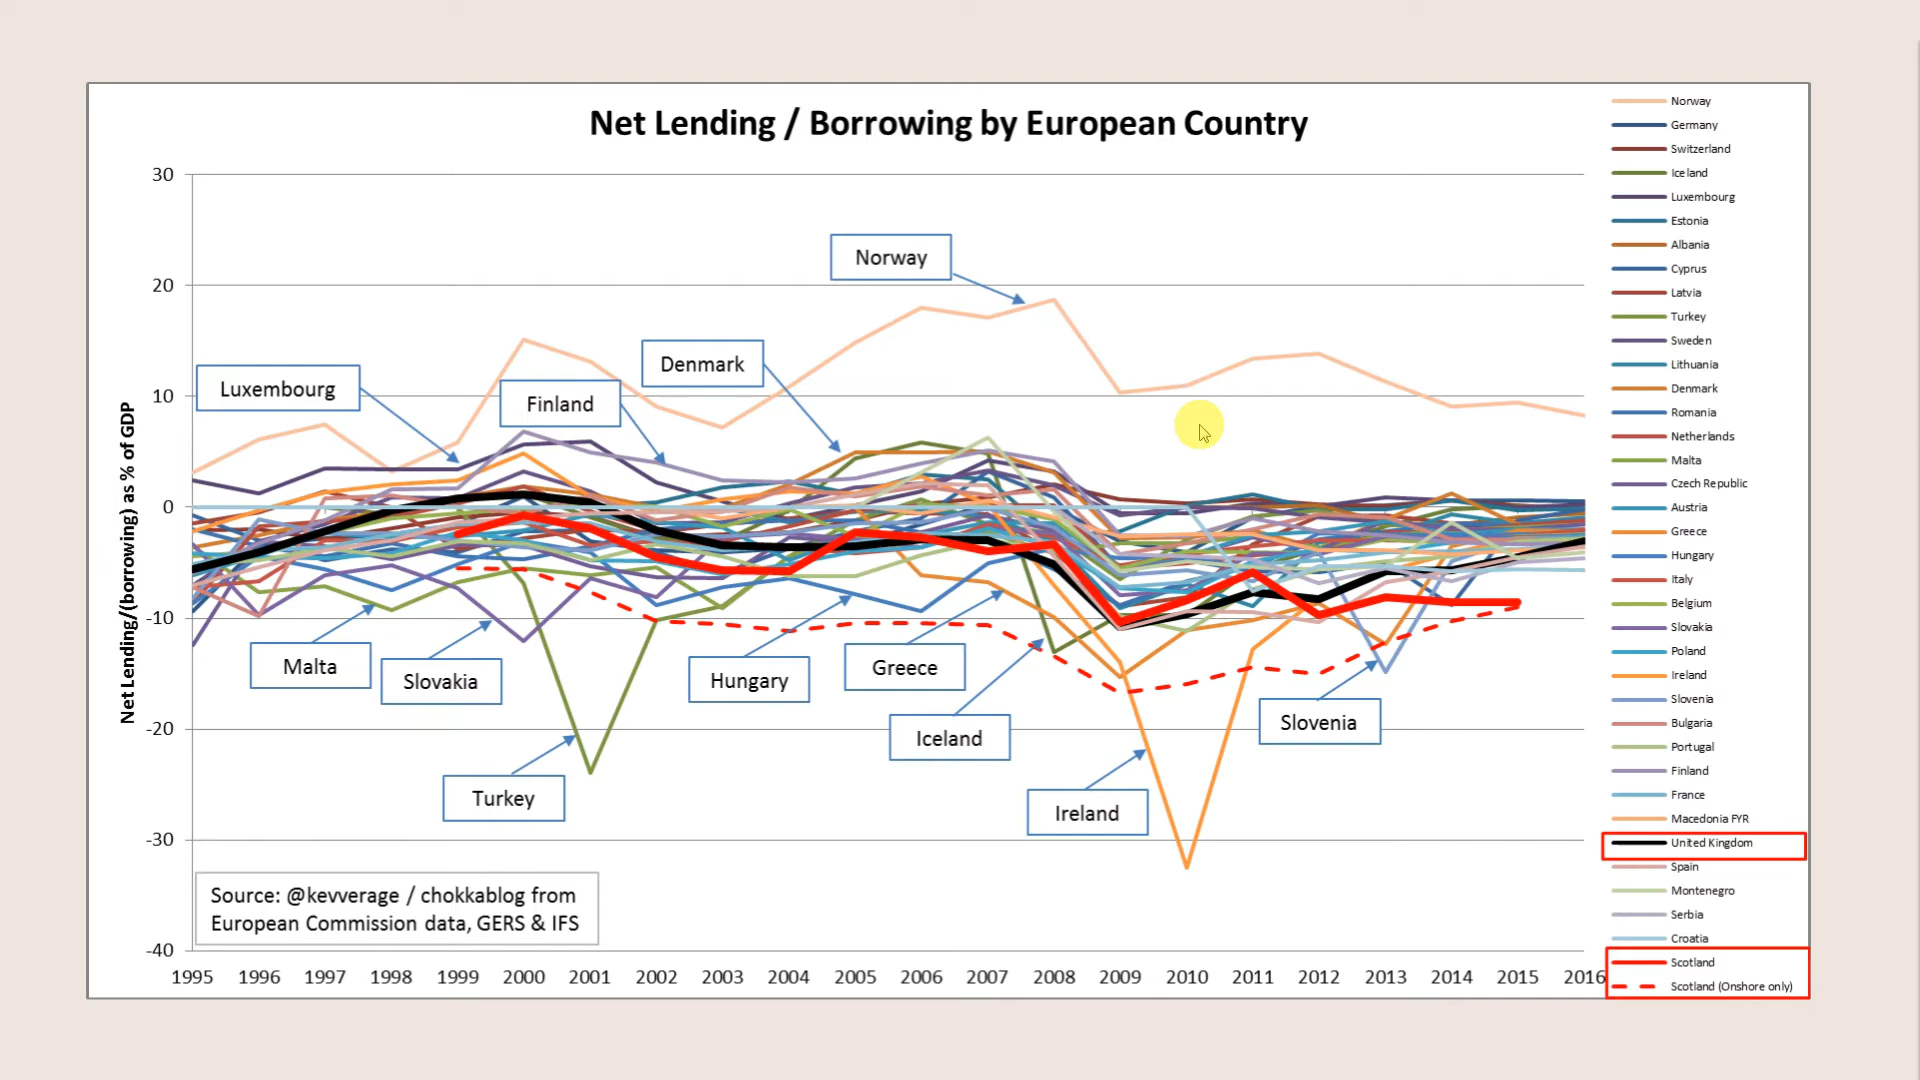 Net Lending / Borrowing by European Country
Net Lending/(borrowing) as % of GDP
30
20
10
0
-10
-20
-30
-40
1995 1996 1997 1998 1999 2000 2001 2002 2003 2004 2005 2006 2007 2008 2009 2010 2011 2012 2013 2014 2015 2016
Norway
Denmark
Luxembourg
Finland
Malta
Slovakia
Hungary
Greece
Iceland
Slovenia
Turkey
Ireland
Source: @kevverage / chokkablog from
European Commission data, GERS & IFS
Norway
Germany
Switzerland
Iceland
Luxembourg
Estonia
Albania
Cyprus
Latvia
Turkey
Sweden
Lithuania
Denmark
Romania
Netherlands
Malta
Czech Republic
Austria
Greece
Hungary
Italy
Belgium
Slovakia
Poland
Ireland
Slovenia
Bulgaria
Portugal
Finland
France
Macedonia FYR
United Kingdom
Spain
Montenegro
Serbia
Croatia
Scotland
Scotland (Onshore only)